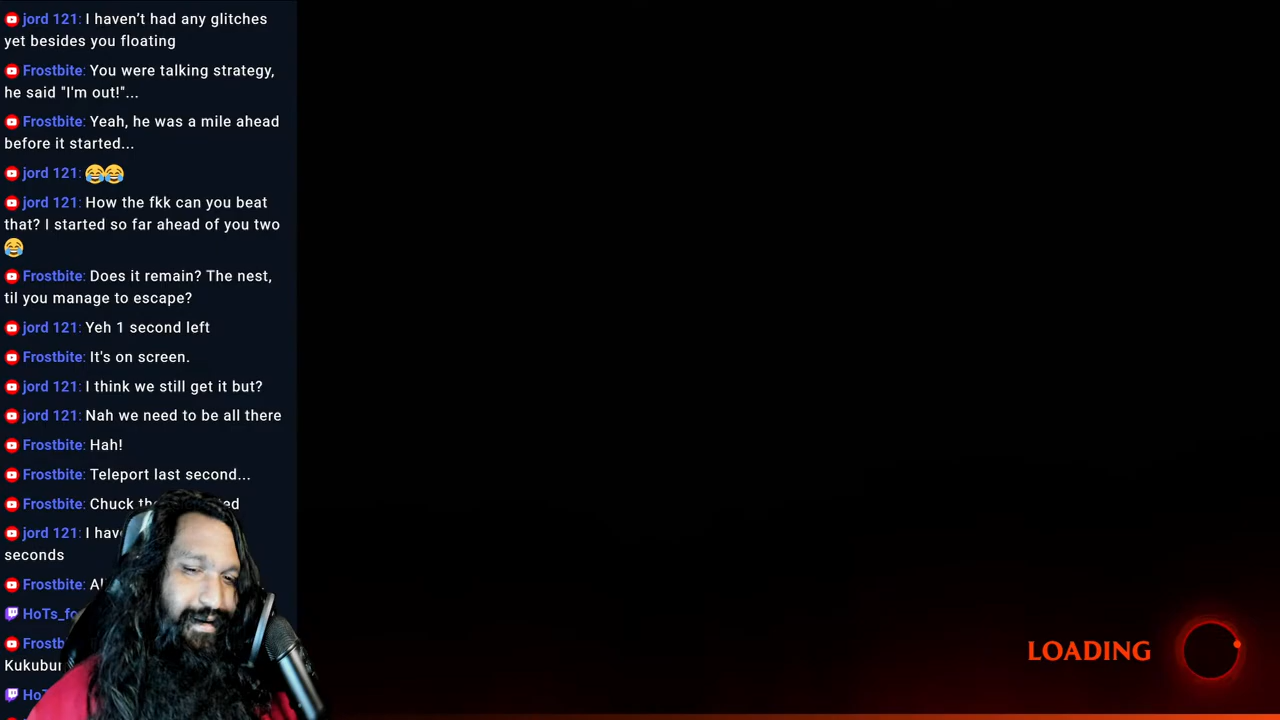 jord 121: I haven’t had any glitches
yet besides you floating
Frostbite: You were talking strategy,
he said "I'm out!"...
Frostbite: Yeah, he was a mile ahead
before it started...
jord 121: 😂😂
jord 121: How the fkk can you beat
that? I started so far ahead of you two
😂
Frostbite: Does it remain? The nest,
til you manage to escape?
jord 121: Yeh 1 second left
Frostbite: It's on screen.
jord 121: I think we still get it but?
jord 121: Nah we need to be all there
Frostbite: Hah!
Frostbite: Teleport last second...
Frostbite: Chuck
jord 121: I
seconds
Frostbite:
LOADING